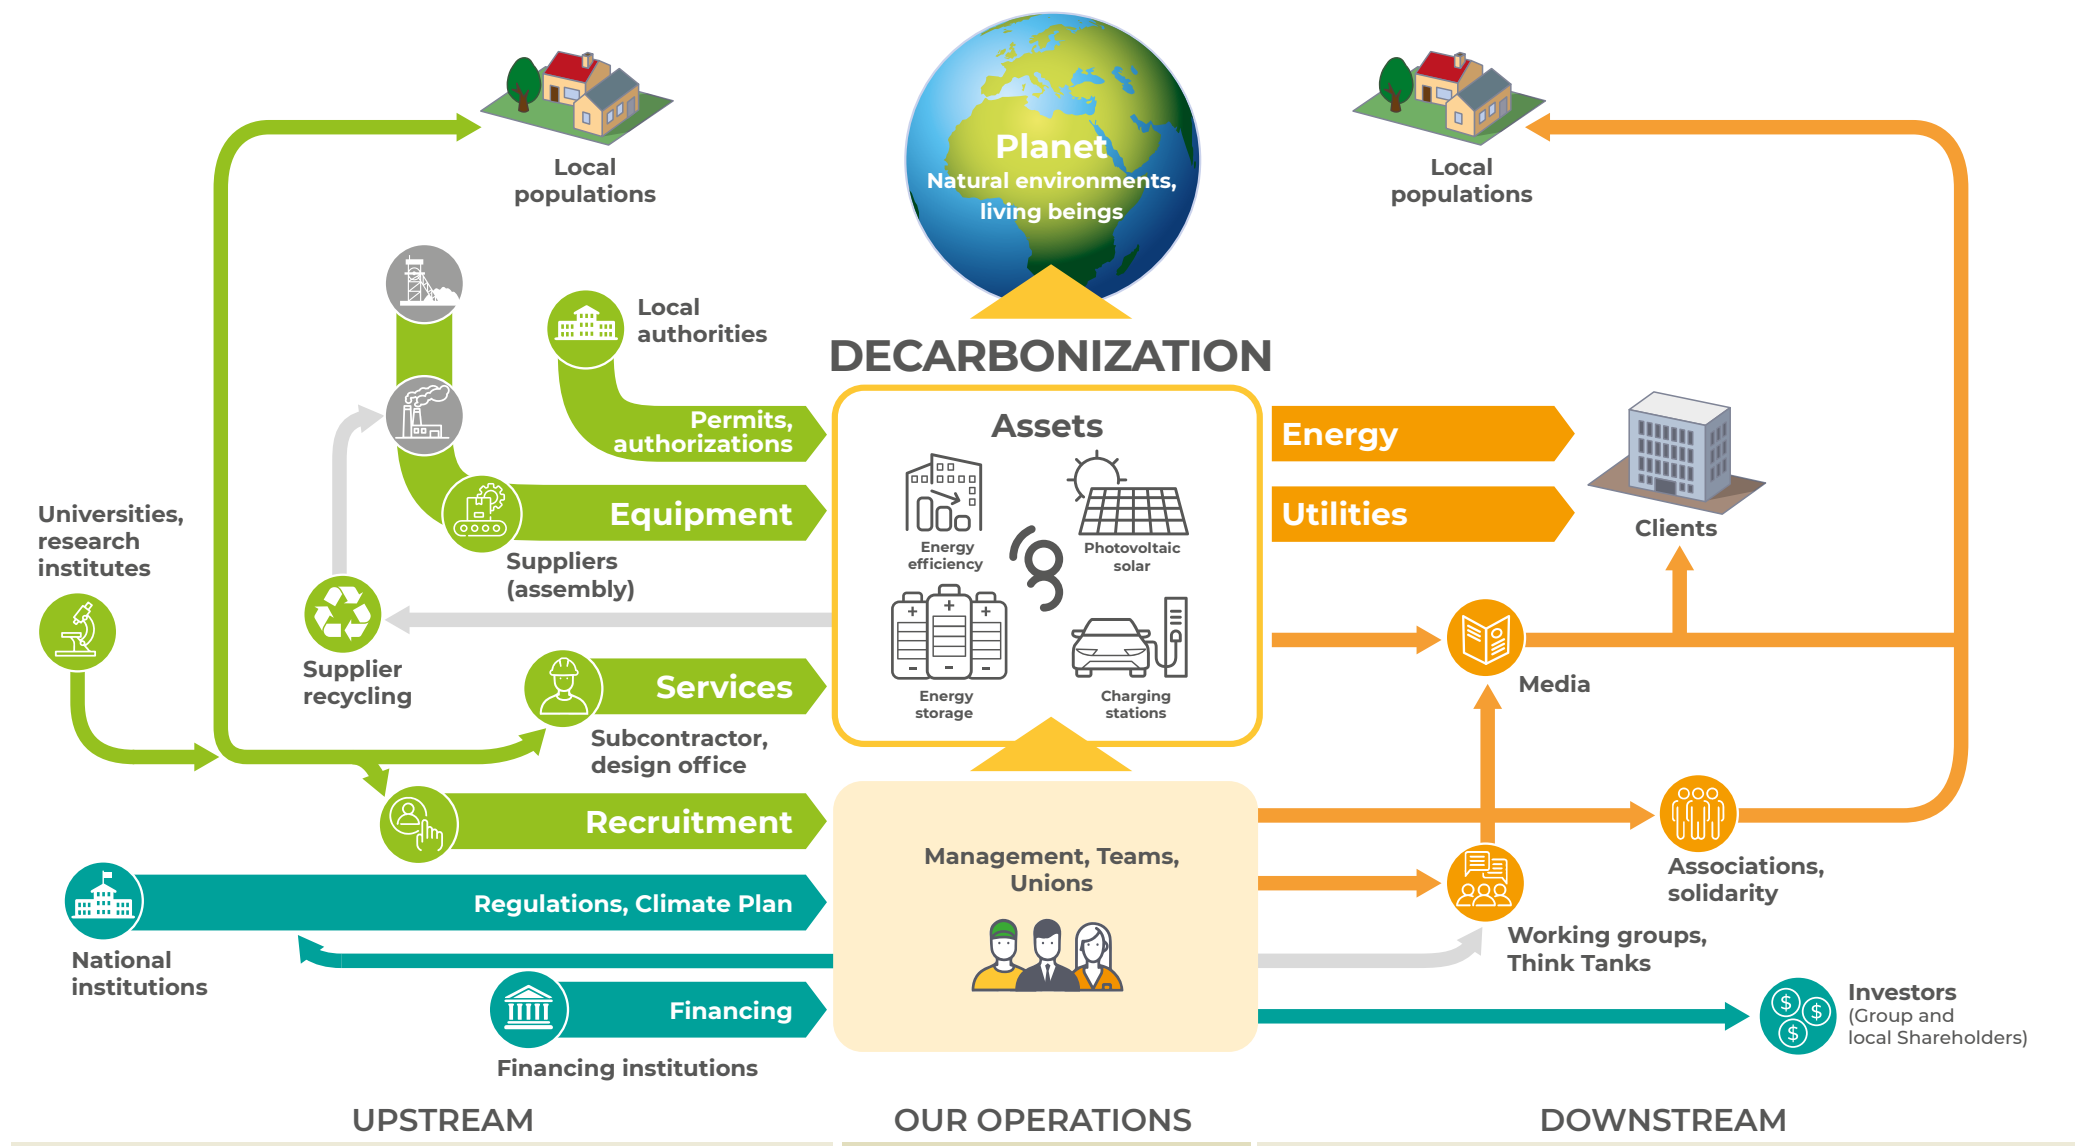 Planet
Natural environments,
living beings
Local
populations
Local
populations
Local
authorities
DECARBONIZATION
Permits,
authorizations
Equipment
Suppliers
(assembly)
Universities,
research
institutes
Supplier
recycling
Services
Subcontractor,
design office
Recruitment
Regulations, Climate Plan
National
institutions
Financing
Financing institutions
Assets
Energy
efficiency
Photovoltaic
solar
Energy
storage
Charging
stations
Management, Teams,
Unions
Energy
Utilities
Clients
Media
Associations,
solidarity
Working groups,
Think Tanks
$
$
$
Investors
(Group and
local Shareholders)
UPSTREAM
OUR OPERATIONS
DOWNSTREAM